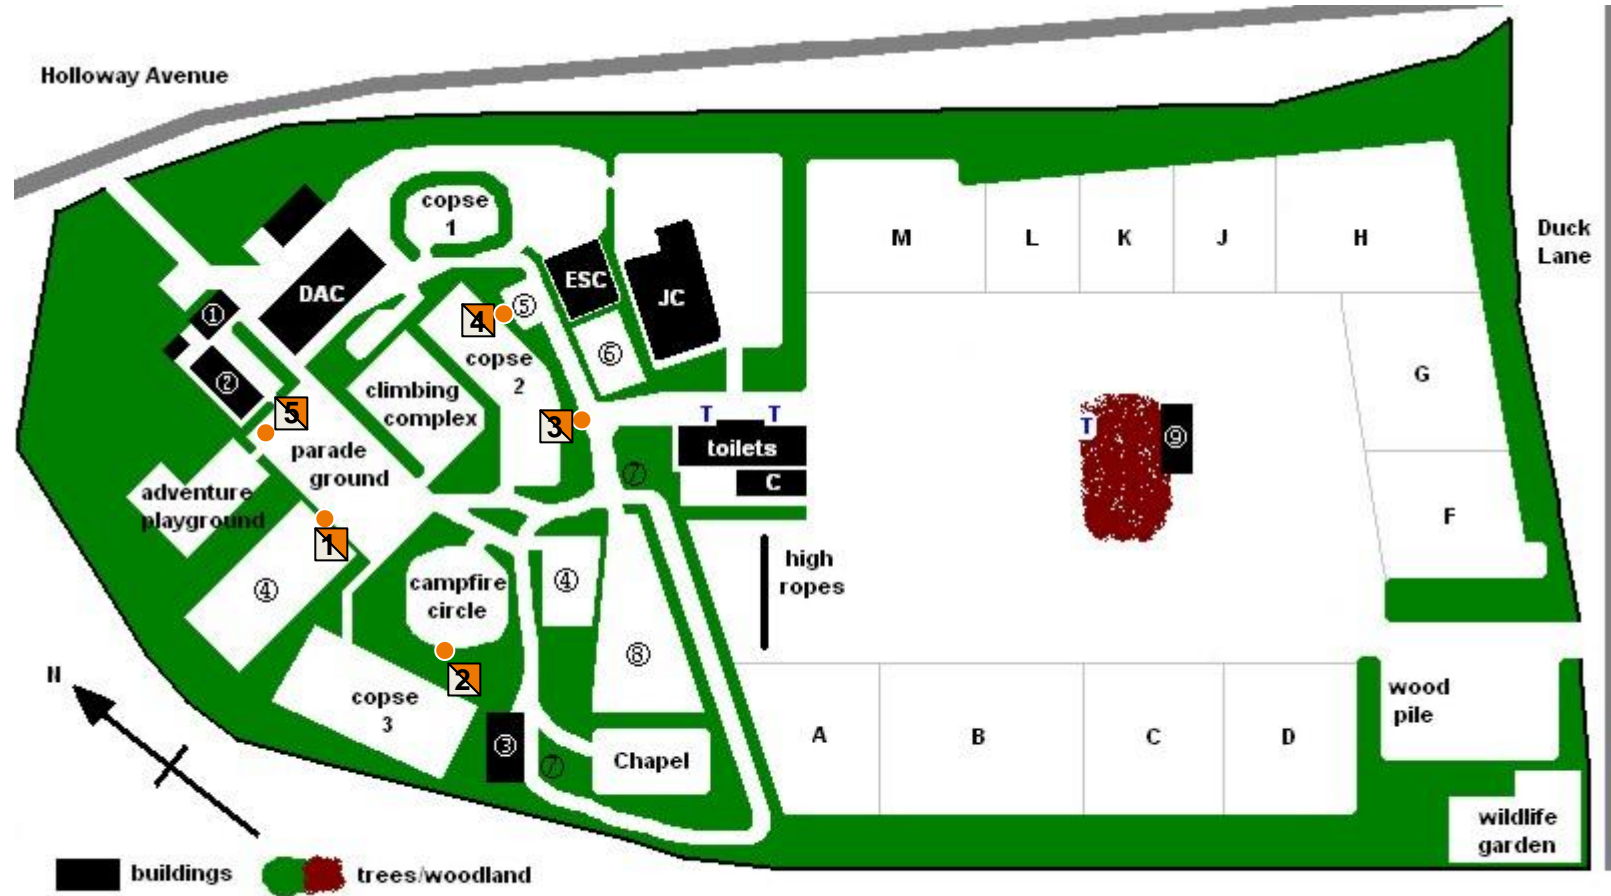 Holloway Avenue
copse
1
M
L
K
J
H
Duck
Lane
DAC
ESC
JC
①
⑤
4
copse
2
⑥
②
climbing
complex
G
5
3
T
T
T
toilets
⑨
parade
ground
⑦
C
adventure
playground
1
F
high
ropes
④
campfire
circle
④
⑧
N
2
copse
3
wood
pile
A
B
C
D
③
⑦
Chapel
wildlife
garden
buildings
trees/woodland